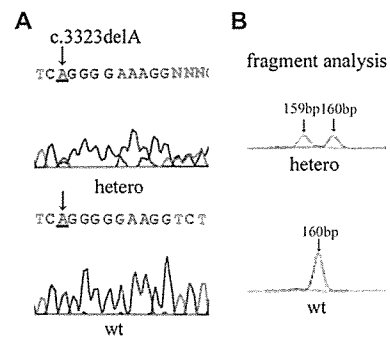 A
c.3323delA
TCAGGGGAAAGGNNN
hetero
TCAGGGGGAAGGTCT
wt
B
fragment analysis
159bp 160bp
hetero
160bp
wt